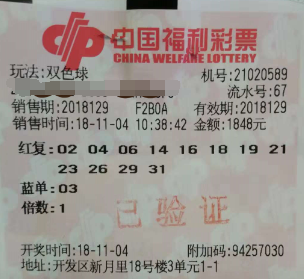 中国福利彩票
CHINA WELFARE LOTTERY
玩法:双色球 机号:21020589
流水号:67
销售期:2018129 F2B0A 有效期:2018129
销售时间:18-11-04 10:38:42 金额:1848元
红复:02 04 06 14 16 18 19 21
23 26 29 31
蓝单:03
倍数:1
已验证
开奖时间:18-11-04 附加码:94257030
地址:开发区新月里18号楼3单元1-1